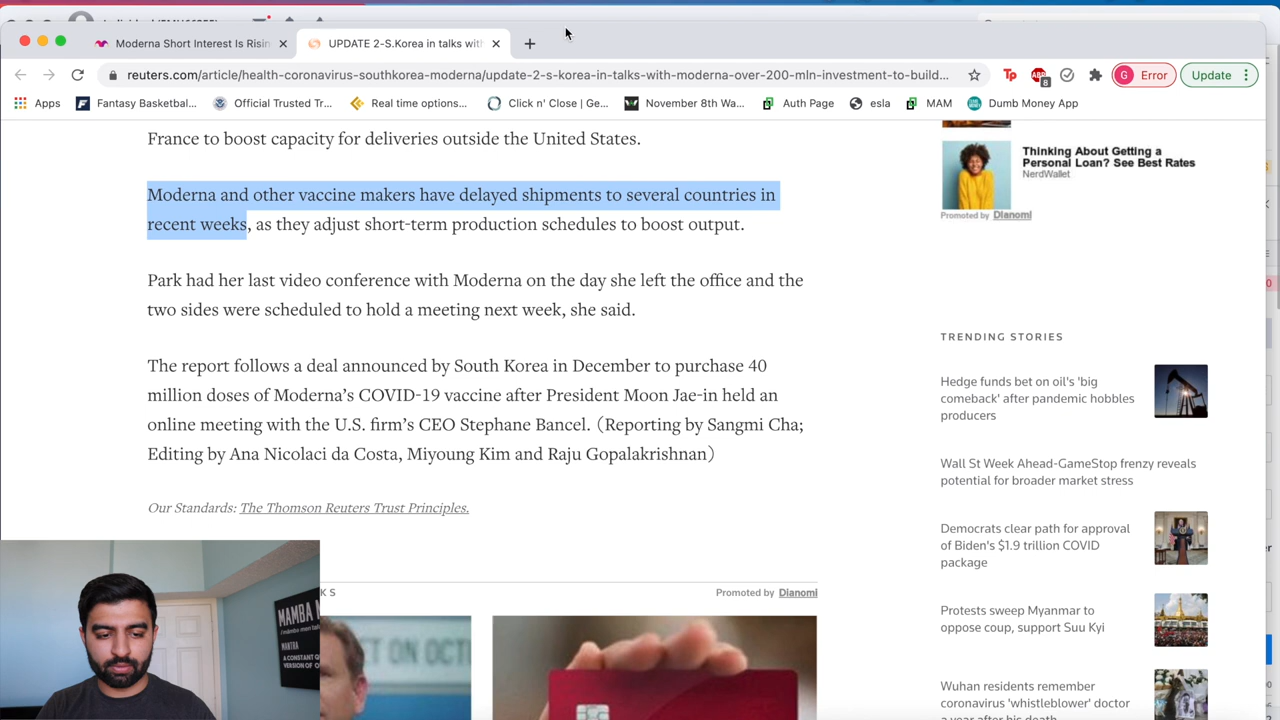 Moderna Short Interest Is Risin
UPDATE 2-S.Korea in talks wit
reuters.com/article/health-coronavirus-southkorea-moderna/update-2-s-korea-in-talks-with-moderna-over-200-mln-investment-to-build...
Tp
ABP
8
G
Error
Update
Apps
Fantasy Basketbal...
Official Trusted Tr...
Real time options...
Click n' Close | Ge...
November 8th Wa...
Auth Page
esla
MAM
Dumb Money App
France to boost capacity for deliveries outside the United States.
Moderna and other vaccine makers have delayed shipments to several countries in
recent weeks, as they adjust short-term production schedules to boost output.
Park had her last video conference with Moderna on the day she left the office and the
two sides were scheduled to hold a meeting next week, she said.
The report follows a deal announced by South Korea in December to purchase 40
million doses of Moderna’s COVID-19 vaccine after President Moon Jae-in held an
online meeting with the U.S. firm’s CEO Stephane Bancel. (Reporting by Sangmi Cha;
Editing by Ana Nicolaci da Costa, Miyoung Kim and Raju Gopalakrishnan)
Our Standards: The Thomson Reuters Trust Principles.
K S
Promoted by Dianomi
Thinking About Getting a
Personal Loan? See Best Rates
NerdWallet
Promoted by Dianomi
TRENDING STORIES
Hedge funds bet on oil's 'big
comeback' after pandemic hobbles
producers
Wall St Week Ahead-GameStop frenzy reveals
potential for broader market stress
Democrats clear path for approval
of Biden's $1.9 trillion COVID
package
Protests sweep Myanmar to
oppose coup, support Suu Kyi
Wuhan residents remember
coronavirus 'whistleblower' doctor
a year after his death
MAMBA M
MANTRA
A CONSTANT Q
VERSION OF O